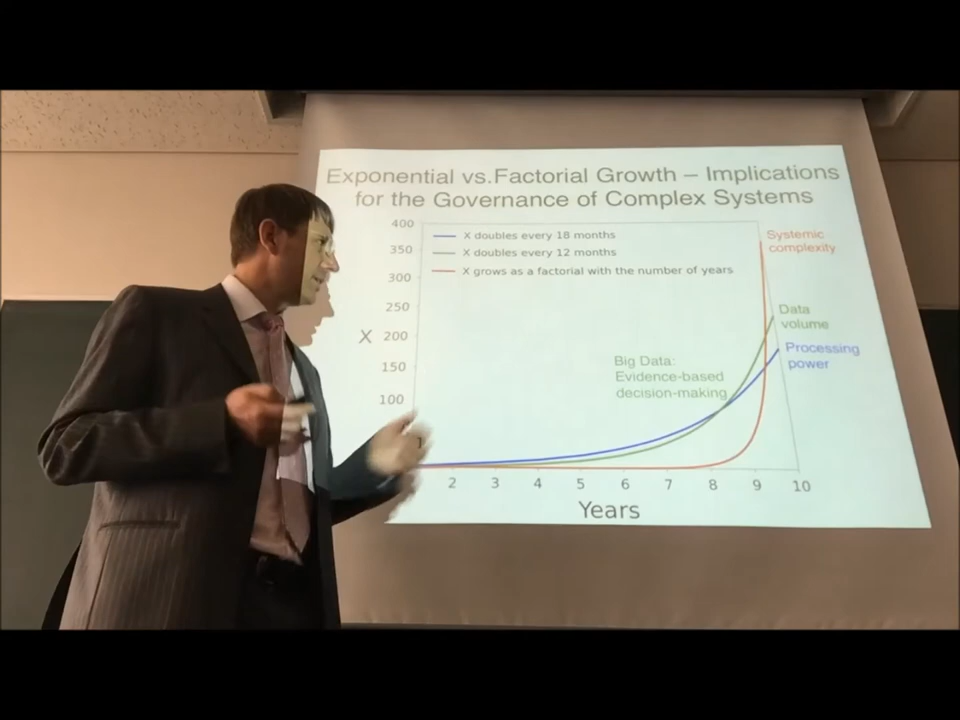 Exponential vs.Factorial Growth – Implications
for the Governance of Complex Systems
400
350
300
250
200
150
100
X
X doubles every 18 months
X doubles every 12 months
X grows as a factorial with the number of years
Systemic
complexity
Data
volume
Processing
power
Big Data:
Evidence-based
decision-making
2 3 4 5 6 7 8 9 10
Years